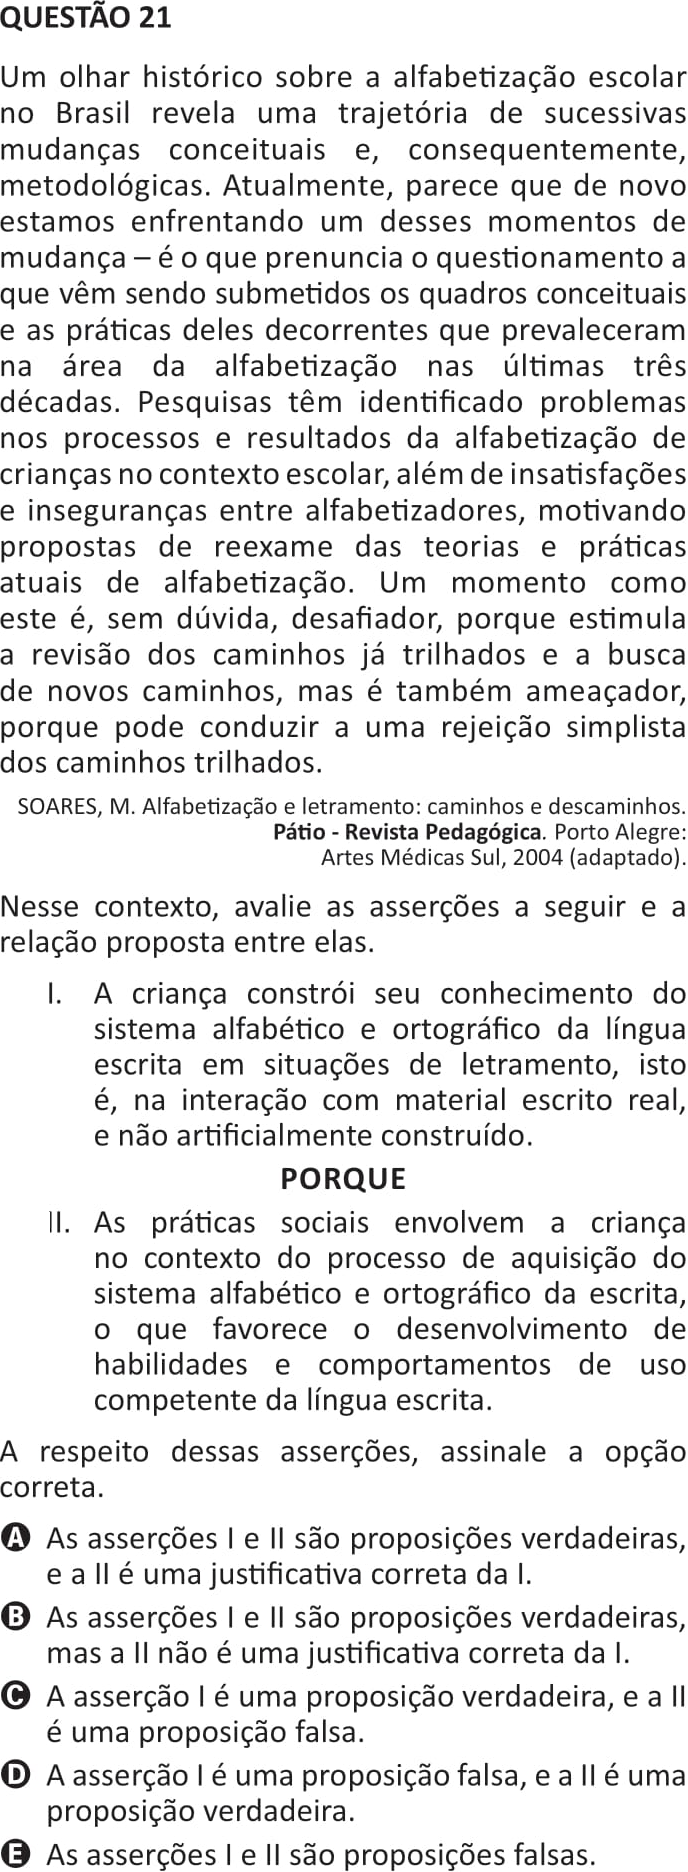 QUESTÃO 21
Um olhar histórico sobre a alfabetização escolar
no Brasil revela uma trajetória de sucessivas
mudanças conceituais e, consequentemente,
metodológicas. Atualmente, parece que de novo
estamos enfrentando um desses momentos de
mudança – é o que prenuncia o questionamento a
que vêm sendo submetidos os quadros conceituais
e as práticas deles decorrentes que prevaleceram
na área da alfabetização nas últimas três
décadas. Pesquisas têm identificado problemas
nos processos e resultados da alfabetização de
crianças no contexto escolar, além de insatisfações
e inseguranças entre alfabetizadores, motivando
propostas de reexame das teorias e práticas
atuais de alfabetização. Um momento como
este é, sem dúvida, desafiador, porque estimula
a revisão dos caminhos já trilhados e a busca
de novos caminhos, mas é também ameaçador,
porque pode conduzir a uma rejeição simplista
dos caminhos trilhados.
SOARES, M. Alfabetização e letramento: caminhos e descaminhos.
Pátio - Revista Pedagógica. Porto Alegre:
Artes Médicas Sul, 2004 (adaptado).
Nesse contexto, avalie as asserções a seguir e a
relação proposta entre elas.
I. A criança constrói seu conhecimento do
sistema alfabético e ortográfico da língua
escrita em situações de letramento, isto
é, na interação com material escrito real,
e não artificialmente construído.
PORQUE
II. As práticas sociais envolvem a criança
no contexto do processo de aquisição do
sistema alfabético e ortográfico da escrita,
o que favorece o desenvolvimento de
habilidades e comportamentos de uso
competente da língua escrita.
A respeito dessas asserções, assinale a opção
correta.
A As asserções I e II são proposições verdadeiras,
e a II é uma justificativa correta da I.
B As asserções I e II são proposições verdadeiras,
mas a II não é uma justificativa correta da I.
C A asserção I é uma proposição verdadeira, e a II
é uma proposição falsa.
D A asserção I é uma proposição falsa, e a II é uma
proposição verdadeira.
E As asserções I e II são proposições falsas.